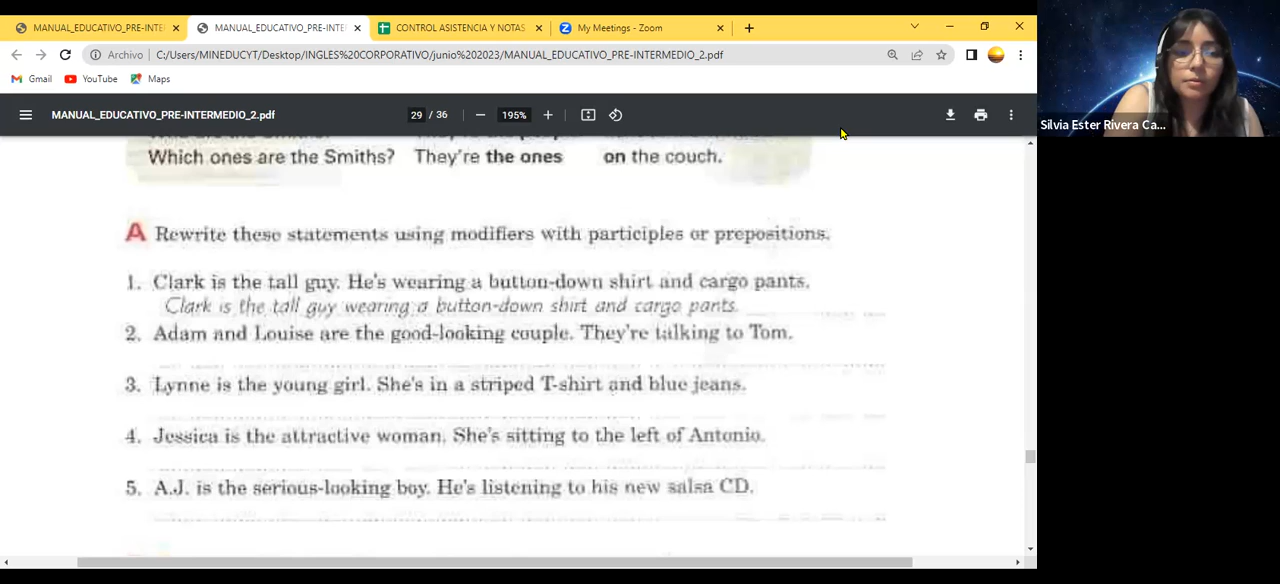 MANUAL_EDUCATIVO_PRE-INTER
MANUAL_EDUCATIVO_PRE-INTER
CONTROL ASISTENCIA Y NOTAS
My Meetings - Zoom
Archivo
C:/Users/MINEDUCYT/Desktop/INGLES%20CORPORATIVO/junio%202023/MANUAL_EDUCATIVO_PRE-INTERMEDIO_2.pdf
Gmail YouTube Maps
MANUAL_EDUCATIVO_PRE-INTERMEDIO_2.pdf
29 / 36
195%
Silvia Ester Rivera Ca...
Which ones are the Smiths? They're the ones on the couch.
A Rewrite these statements using modifiers with participles or prepositions.
1. Clark is the tall guy. He's wearing a button-down shirt and cargo pants.
Clark is the tall guy wearing a button-down shirt and cargo pants.
2. Adam and Louise are the good-looking couple. They're talking to Tom.
3. Lynne is the young girl. She's in a striped T-shirt and blue jeans.
4. Jessica is the attractive woman. She's sitting to the left of Antonio.
5. A.J. is the serious-looking boy. He's listening to his new salsa CD.